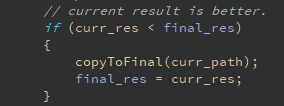 // current result is better.
if (curr_res < final_res)
{
copyToFinal(curr_path);
final_res = curr_res;
}